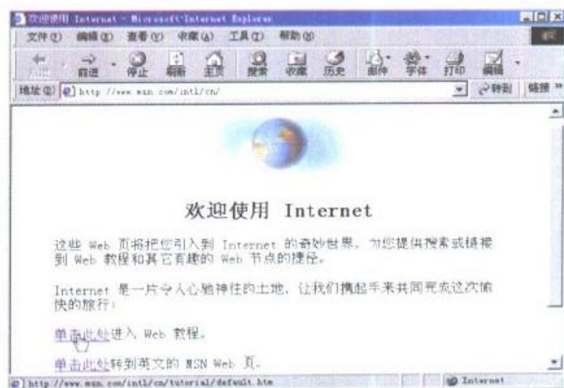 欢迎使用 Internet - Microsoft Internet Explorer
文件(F) 编辑(E) 查看(V) 收藏(A) 工具(T) 帮助(H)
前进 停止 刷新 主页 搜索 收藏 历史 邮件 字体 打印 编辑
地址(D) http://www.msn.com/intl/cn/ 转到 链接 »
欢迎使用 Internet
这些 Web 页将把您引入到 Internet 的奇妙世界。为您提供搜索或链接
到 Web 教程和其它有趣的 Web 节点的捷径。
Internet 是一片令人心驰神往的土地，让我们携起手来共同完成这次愉
快的旅行！
单击此处进入 Web 教程。
单击此处转到英文的 MSN Web 页。
http://www.msn.com/intl/cn/tutorial/default.htm Internet